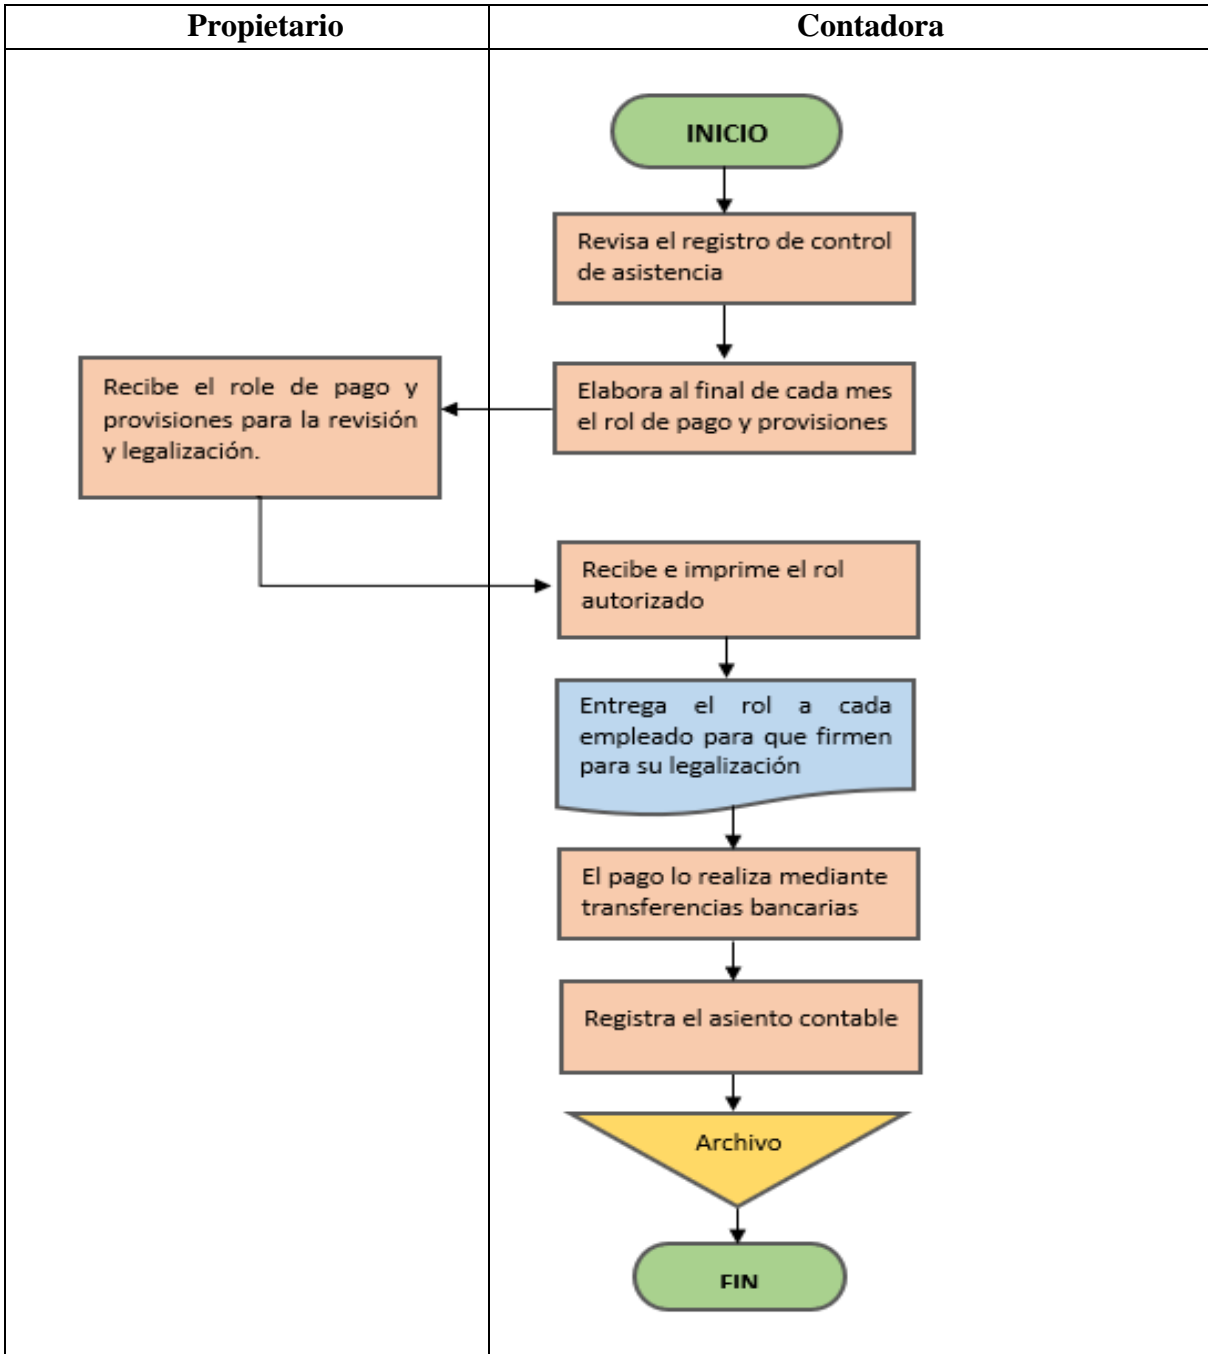 Propietario
Contadora
INICIO
Revisa el registro de control
de asistencia
Elabora al final de cada mes
el rol de pago y provisiones
Recibe el role de pago y
provisiones para la revisión
y legalización.
Recibe e imprime el rol
autorizado
Entrega el rol a cada
empleado para que firmen
para su legalización
El pago lo realiza mediante
transferencias bancarias
Registra el asiento contable
Archivo
FIN